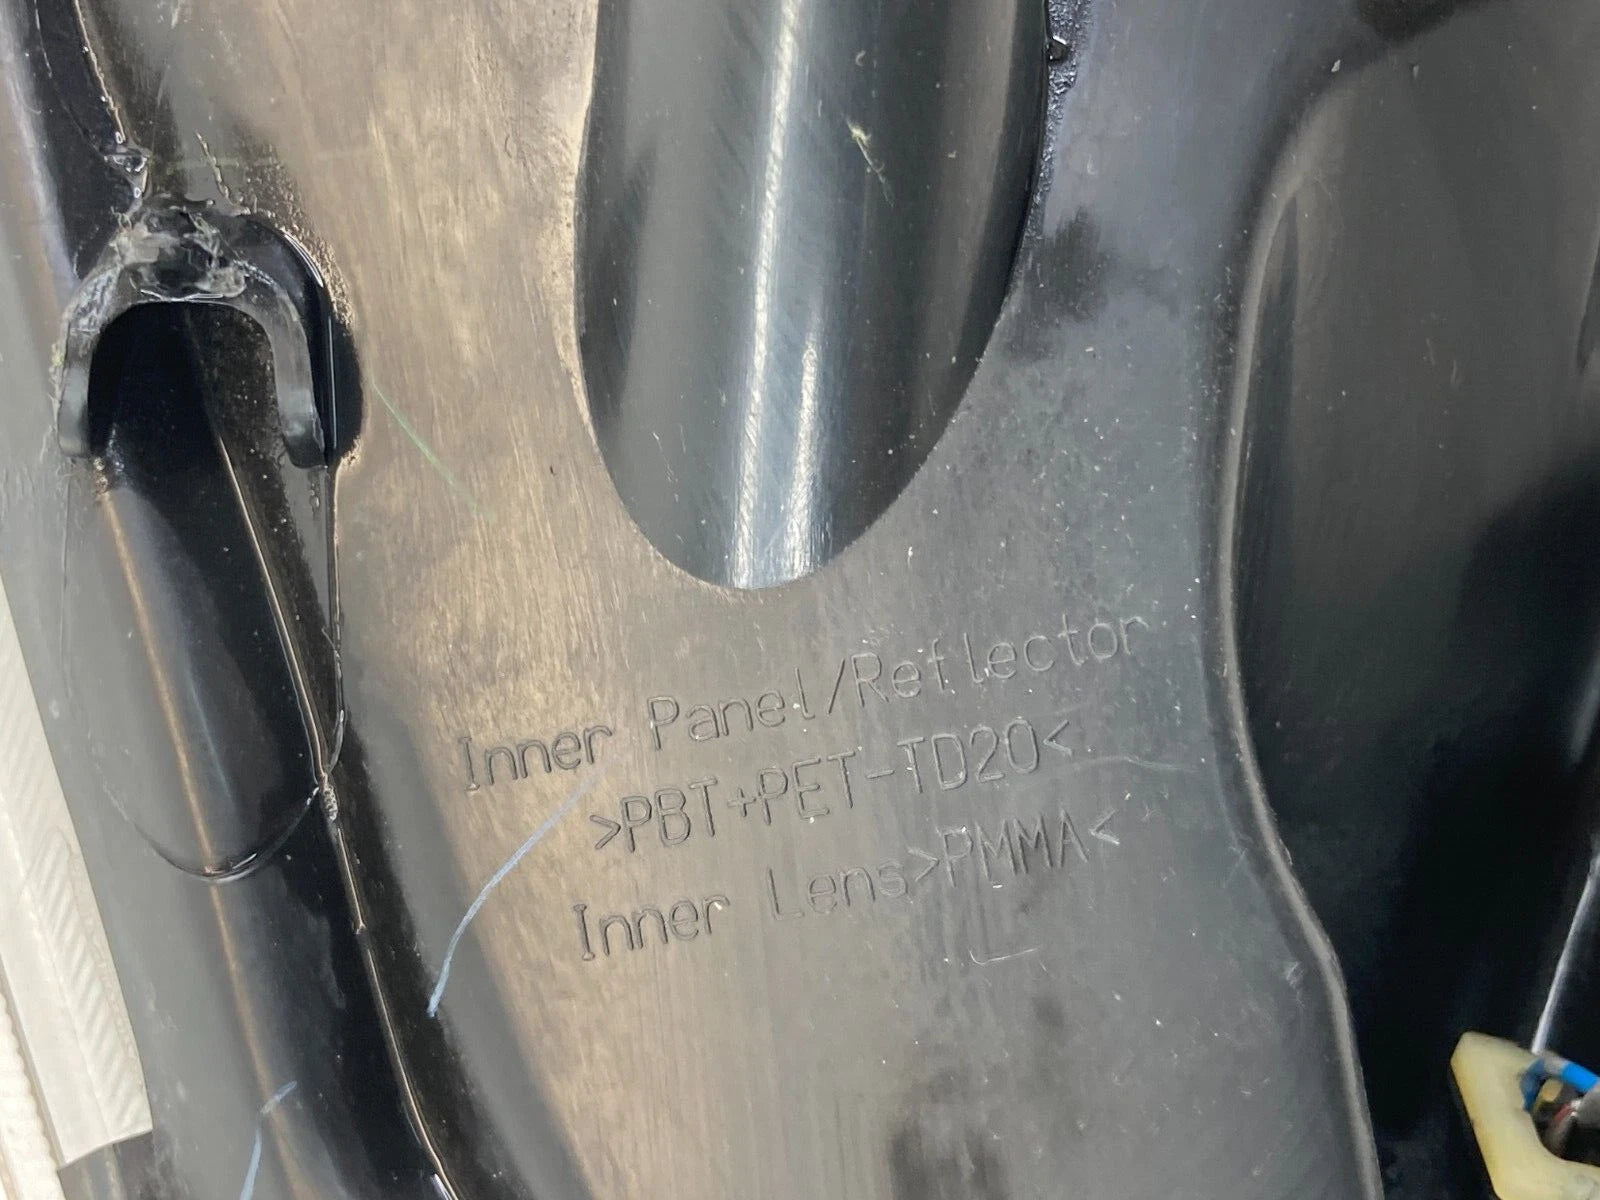 Inner Panel/Reflector
>PBT+PET-TD20<
Inner Lens>PMMA<